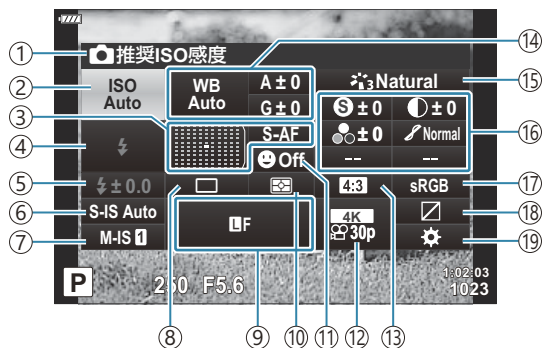 ① 推奨ISO感度 ⑭
② ISO Auto WB Auto A±0 G±0 3 Natural ⑮
③ S-AF S±0 ±0 ⑯
④ Off ±0 Normal
-- --
⑤ ±0.0 4:3 sRGB ⑰
⑥ S-IS Auto LF 4K 30p ⑱
⑦ M-IS 1 ⑲
P 250 F5.6 1:02:03
1023
⑧ ⑨ ⑩ ⑪ ⑫ ⑬